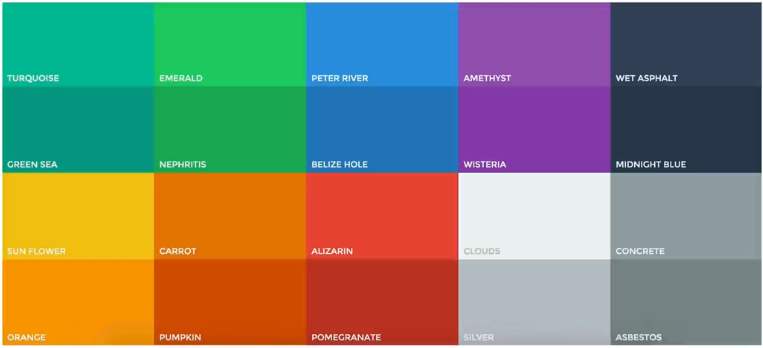 TURQUOISE EMERALD PETER RIVER AMETHYST WET ASPHALT
GREEN SEA NEPHRITIS BELIZE HOLE WISTERIA MIDNIGHT BLUE
SUN FLOWER CARROT ALIZARIN CLOUDS CONCRETE
ORANGE PUMPKIN POMEGRANATE SILVER ASBESTOS